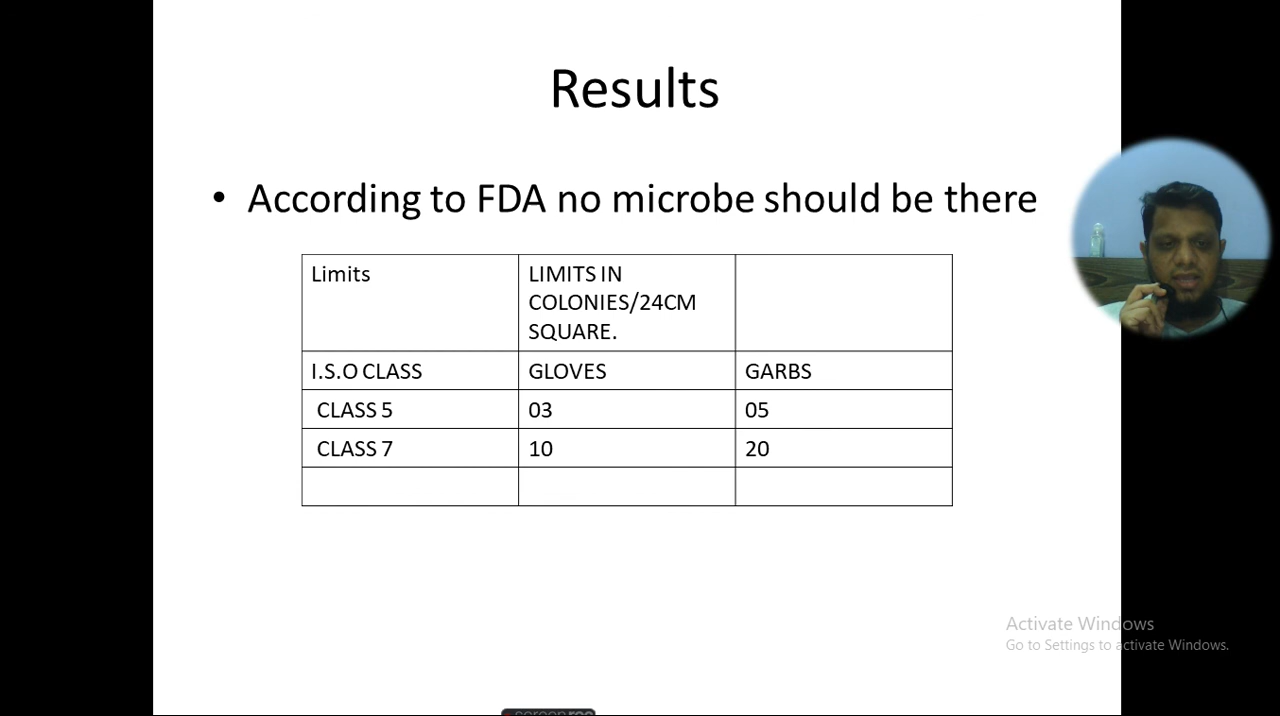 Results
• According to FDA no microbe should be there
Limits
LIMITS IN
COLONIES/24CM
SQUARE.
I.S.O CLASS
GLOVES
GARBS
CLASS 5
03
05
CLASS 7
10
20
Activate Windows
Go to Settings to activate Windows.